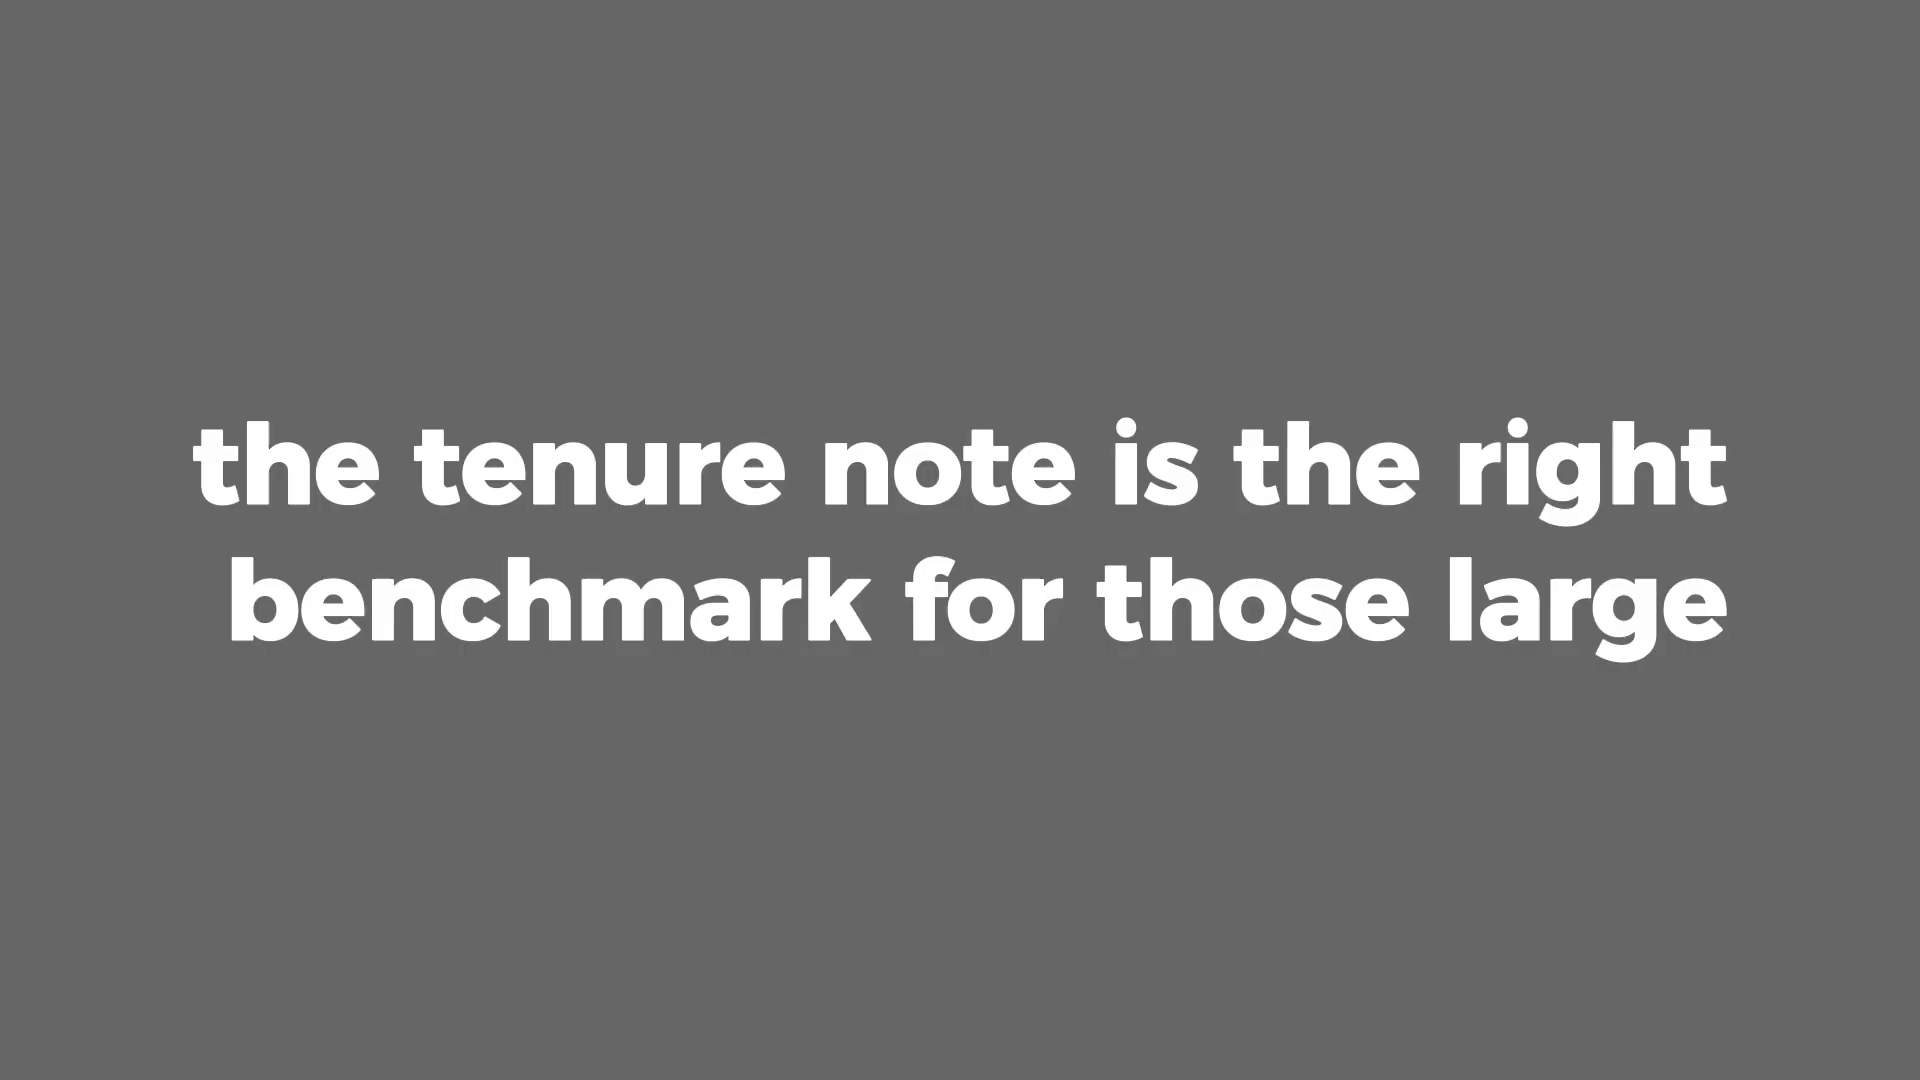 the tenure note is the right
benchmark for those large